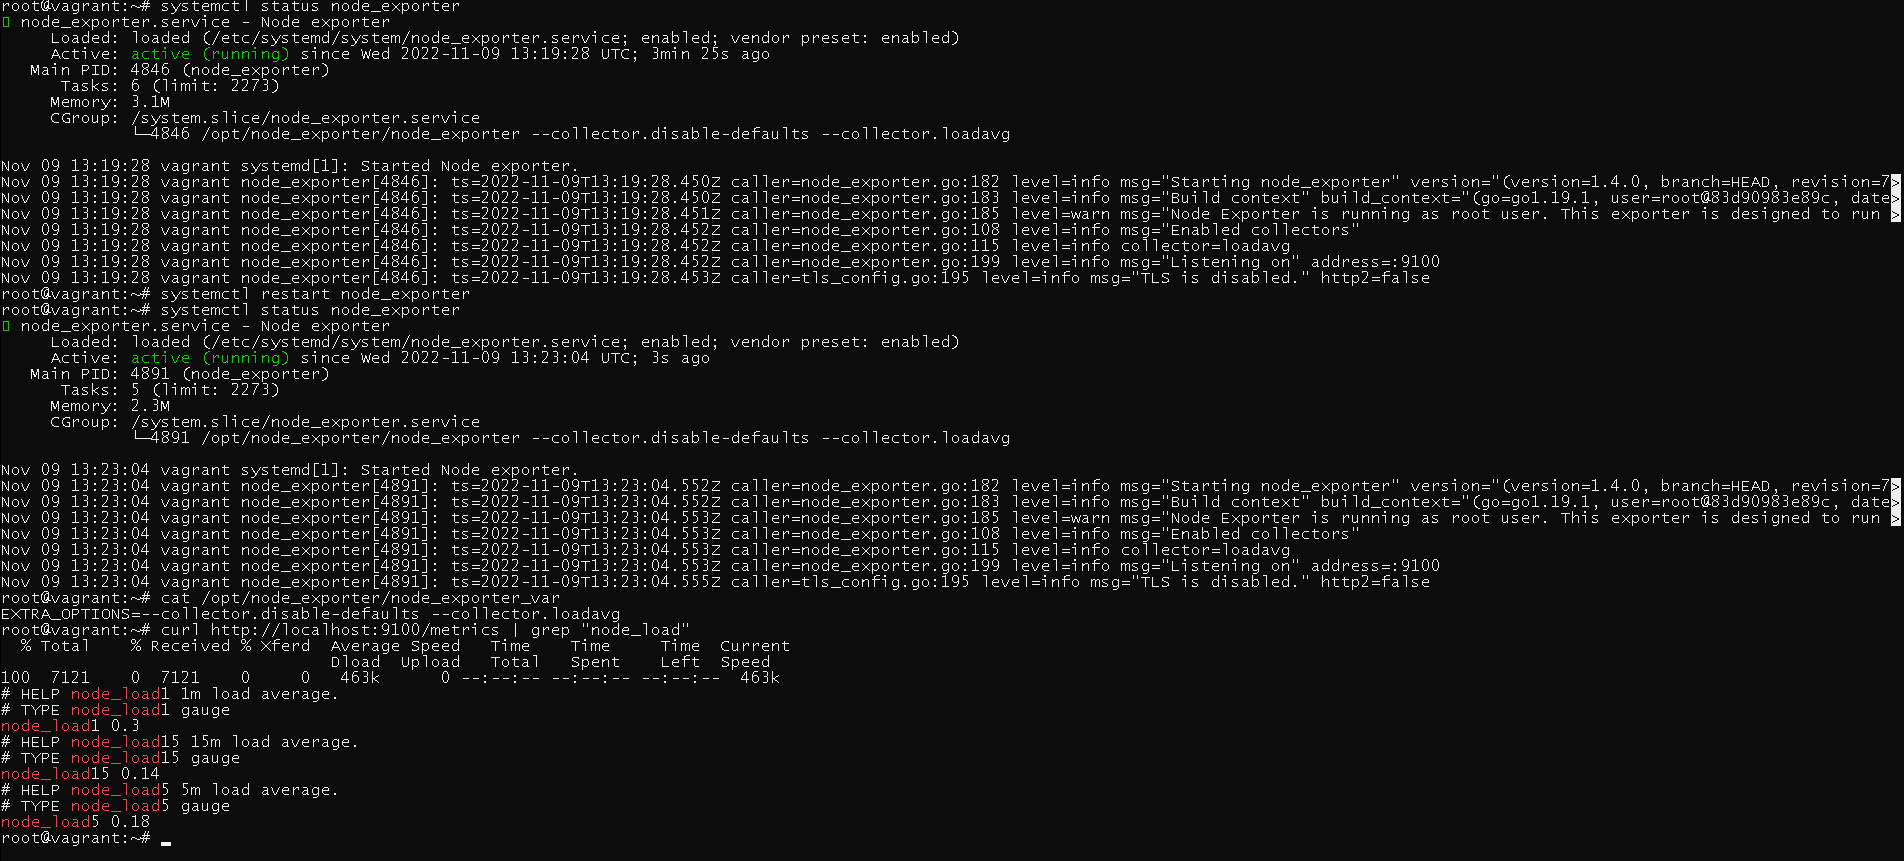 root@vagrant:~# systemctl status node_exporter
node_exporter.service - Node exporter
Loaded: loaded (/etc/systemd/system/node_exporter.service; enabled; vendor preset: enabled)
Active: active (running) since Wed 2022-11-09 13:19:28 UTC; 3min 25s ago
Main PID: 4846 (node_exporter)
Tasks: 6 (limit: 2273)
Memory: 3.1M
CGroup: /system.slice/node_exporter.service
└─4846 /opt/node_exporter/node_exporter --collector.disable-defaults --collector.loadavg
Nov 09 13:19:28 vagrant systemd[1]: Started Node exporter.
Nov 09 13:19:28 vagrant node_exporter[4846]: ts=2022-11-09T13:19:28.450Z caller=node_exporter.go:182 level=info msg="Starting node_exporter" version="(version=1.4.0, branch=HEAD, revision=7>
Nov 09 13:19:28 vagrant node_exporter[4846]: ts=2022-11-09T13:19:28.450Z caller=node_exporter.go:183 level=info msg="Build context" build_context="(go=go1.19.1, user=root@83d90983e89c, date>
Nov 09 13:19:28 vagrant node_exporter[4846]: ts=2022-11-09T13:19:28.451Z caller=node_exporter.go:185 level=warn msg="Node Exporter is running as root user. This exporter is designed to run >
Nov 09 13:19:28 vagrant node_exporter[4846]: ts=2022-11-09T13:19:28.452Z caller=node_exporter.go:108 level=info msg="Enabled collectors"
Nov 09 13:19:28 vagrant node_exporter[4846]: ts=2022-11-09T13:19:28.452Z caller=node_exporter.go:115 level=info collector=loadavg
Nov 09 13:19:28 vagrant node_exporter[4846]: ts=2022-11-09T13:19:28.452Z caller=node_exporter.go:199 level=info msg="Listening on" address=:9100
Nov 09 13:19:28 vagrant node_exporter[4846]: ts=2022-11-09T13:19:28.453Z caller=tls_config.go:195 level=info msg="TLS is disabled." http2=false
root@vagrant:~# systemctl restart node_exporter
root@vagrant:~# systemctl status node_exporter
node_exporter.service - Node exporter
Loaded: loaded (/etc/systemd/system/node_exporter.service; enabled; vendor preset: enabled)
Active: active (running) since Wed 2022-11-09 13:23:04 UTC; 3s ago
Main PID: 4891 (node_exporter)
Tasks: 5 (limit: 2273)
Memory: 2.3M
CGroup: /system.slice/node_exporter.service
└─4891 /opt/node_exporter/node_exporter --collector.disable-defaults --collector.loadavg
Nov 09 13:23:04 vagrant systemd[1]: Started Node exporter.
Nov 09 13:23:04 vagrant node_exporter[4891]: ts=2022-11-09T13:23:04.552Z caller=node_exporter.go:182 level=info msg="Starting node_exporter" version="(version=1.4.0, branch=HEAD, revision=7>
Nov 09 13:23:04 vagrant node_exporter[4891]: ts=2022-11-09T13:23:04.552Z caller=node_exporter.go:183 level=info msg="Build context" build_context="(go=go1.19.1, user=root@83d90983e89c, date>
Nov 09 13:23:04 vagrant node_exporter[4891]: ts=2022-11-09T13:23:04.553Z caller=node_exporter.go:185 level=warn msg="Node Exporter is running as root user. This exporter is designed to run >
Nov 09 13:23:04 vagrant node_exporter[4891]: ts=2022-11-09T13:23:04.553Z caller=node_exporter.go:108 level=info msg="Enabled collectors"
Nov 09 13:23:04 vagrant node_exporter[4891]: ts=2022-11-09T13:23:04.553Z caller=node_exporter.go:115 level=info collector=loadavg
Nov 09 13:23:04 vagrant node_exporter[4891]: ts=2022-11-09T13:23:04.553Z caller=node_exporter.go:199 level=info msg="Listening on" address=:9100
Nov 09 13:23:04 vagrant node_exporter[4891]: ts=2022-11-09T13:23:04.555Z caller=tls_config.go:195 level=info msg="TLS is disabled." http2=false
root@vagrant:~# cat /opt/node_exporter/node_exporter_var
EXTRA_OPTIONS=--collector.disable-defaults --collector.loadavg
root@vagrant:~# curl http://localhost:9100/metrics | grep "node_load"
% Total % Received % Xferd Average Speed Time Time Time Current
Dload Upload Total Spent Left Speed
100 7121 0 7121 0 0 463k 0 --:--:-- --:--:-- --:--:-- 463k
# HELP node_load1 1m load average.
# TYPE node_load1 gauge
node_load1 0.3
# HELP node_load15 15m load average.
# TYPE node_load15 gauge
node_load15 0.14
# HELP node_load5 5m load average.
# TYPE node_load5 gauge
node_load5 0.18
root@vagrant:~# _